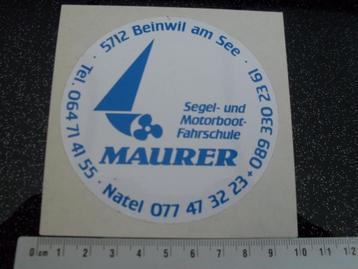 5712 Beinwil am See · 
Tel. 064 71 41 55 · Natel 077 47 32 23 + 089 330 23 61 ·
Segel- und
Motorboot-
Fahrschule
MAURER
0 cm 1 2 3 4 5 6 7 8 9 10 11 12